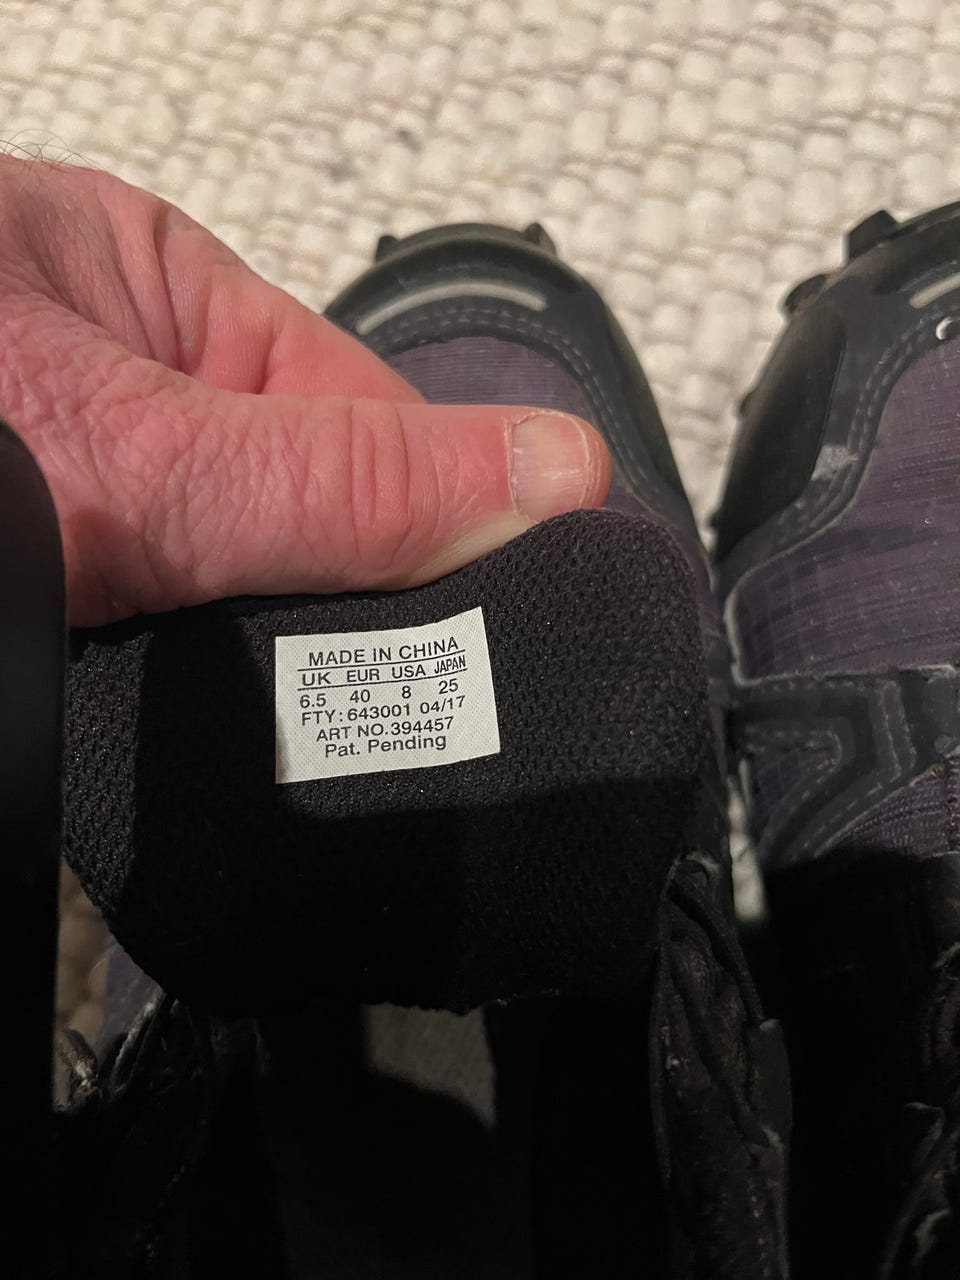 MADE IN CHINA
UK EUR USA JAPAN
6.5 40 8 25
FTY: 643001 04/17
ART NO.394457
Pat. Pending